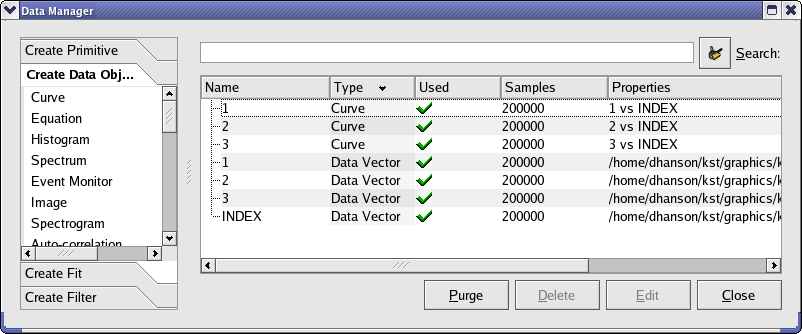 Data Manager
Create Primitive
Create Data Obj...
Curve
Equation
Histogram
Spectrum
Event Monitor
Image
Spectrogram
Auto-correlation
Create Fit
Create Filter
Search:
Name Type Used Samples Properties
1 Curve 200000 1 vs INDEX
2 Curve 200000 2 vs INDEX
3 Curve 200000 3 vs INDEX
1 Data Vector 200000 /home/dhanson/kst/graphics/k
2 Data Vector 200000 /home/dhanson/kst/graphics/k
3 Data Vector 200000 /home/dhanson/kst/graphics/k
INDEX Data Vector 200000 /home/dhanson/kst/graphics/k
Purge Delete Edit Close